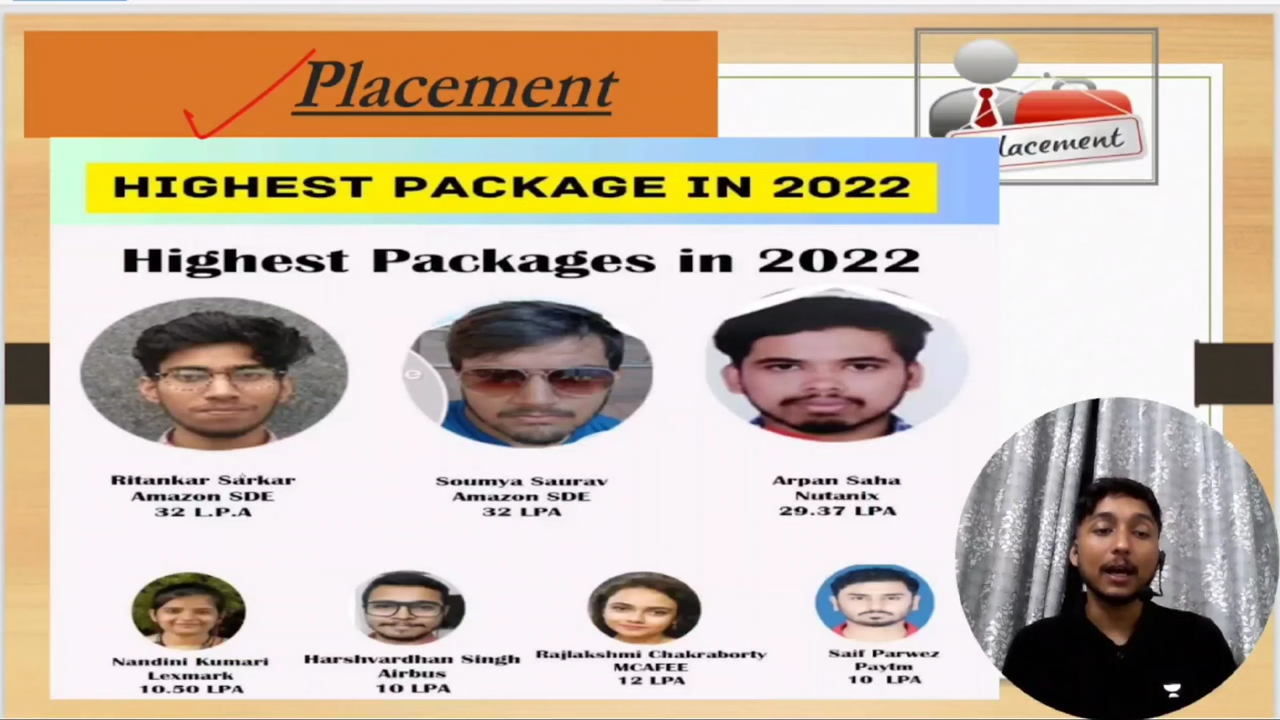 Placement
lacement
HIGHEST PACKAGE IN 2022
Highest Packages in 2022
Ritankar Sarkar
Amazon SDE
32 L.P.A
Soumya Saurav
Amazon SDE
32 LPA
Arpan Saha
Nutanix
29.37 LPA
Nandini Kumari
Lexmark
10.50 LPA
Harshvardhan Singh
Airbus
10 LPA
Rajlakshmi Chakraborty
MCAFEE
12 LPA
Saif Parwez
Paytm
10 LPA